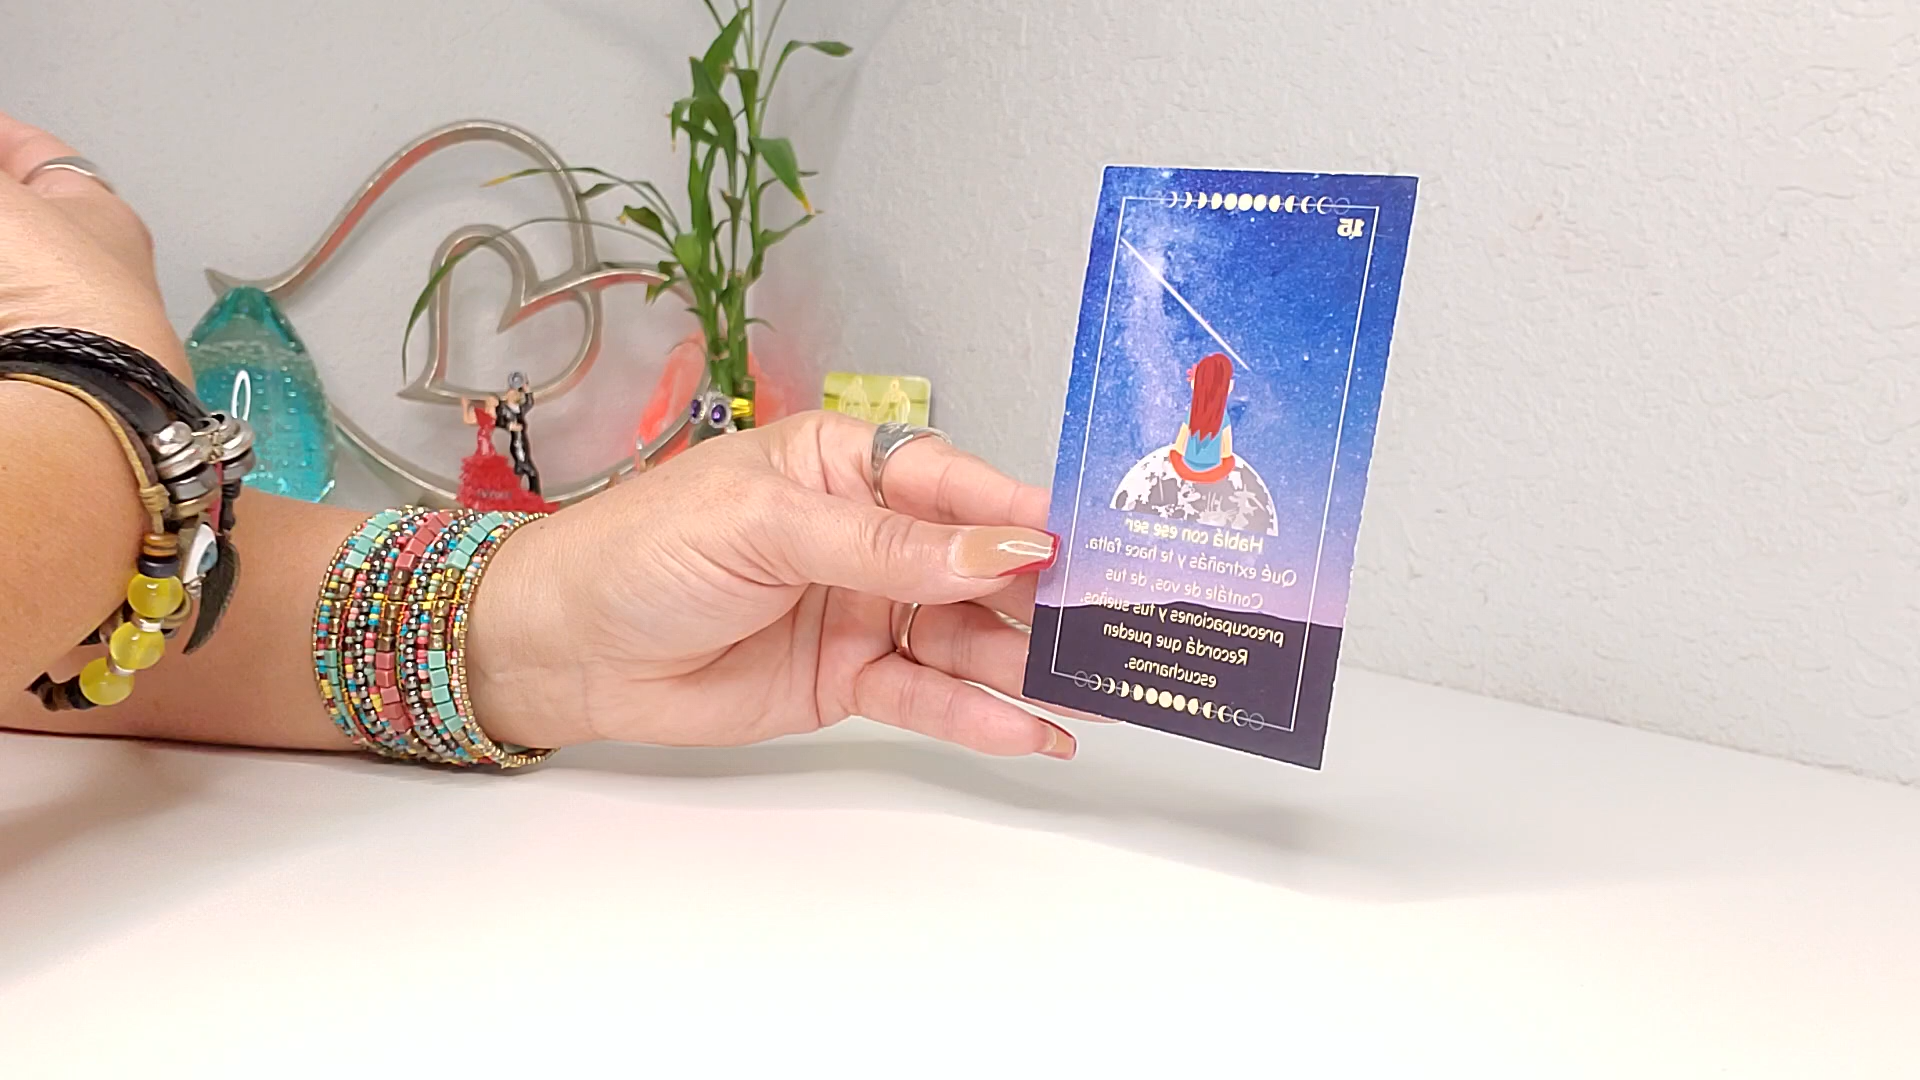 15
Hablá con ese ser
Qué extrañás y te hace falta.
Contále de vos, de tus
preocupaciones y tus sueños.
Recordá que pueden
escucharnos.